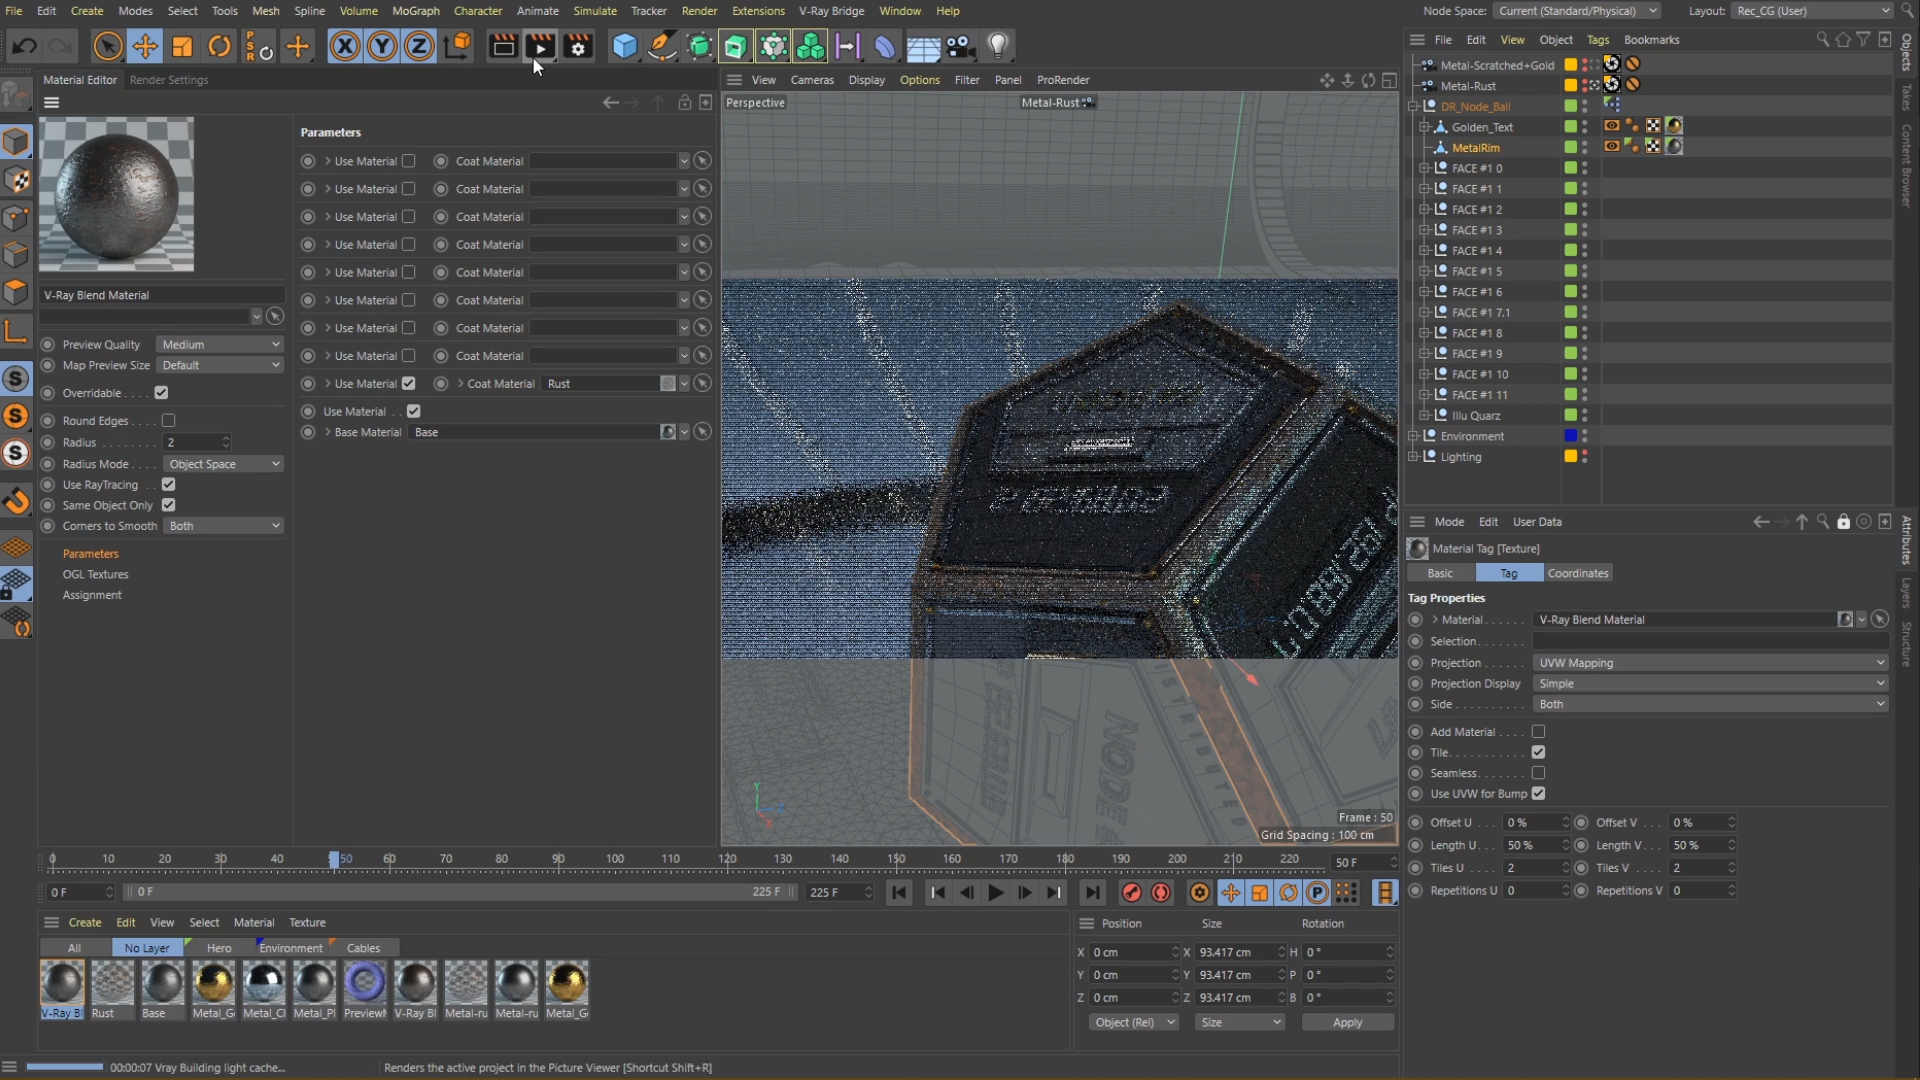 File Edit Create Modes Select Tools Mesh Spline Volume MoGraph Character Animate Simulate Tracker Render Extensions V-Ray Bridge Window Help
Node Space: Current (Standard/Physical) Layout: Rec_CG (User)
PSR
X Y Z
File Edit View Object Tags Bookmarks
Objects
Takes
Content Browser
Material Editor Render Settings
View Cameras Display Options Filter Panel ProRender
Perspective
Metal-Rust
Metal-Scratched+Gold
Metal-Rust
DR_Node_Ball
Golden_Text
MetalRim
FACE #1 0
FACE #1 1
FACE #1 2
FACE #1 3
FACE #1 4
FACE #1 5
FACE #1 6
FACE #1 7.1
FACE #1 8
FACE #1 9
FACE #1 10
FACE #1 11
Illu Quarz
Environment
Lighting
V-Ray Blend Material
Preview Quality Medium
Map Preview Size Default
Overridable . . . .
Round Edges . . . .
Radius . . . . . . . . 2
Radius Mode . . . . Object Space
Use RayTracing . .
Same Object Only
Corners to Smooth Both
Parameters
OGL Textures
Assignment
Parameters
Use Material Coat Material
Use Material Coat Material
Use Material Coat Material
Use Material Coat Material
Use Material Coat Material
Use Material Coat Material
Use Material Coat Material
Use Material Coat Material
Use Material Coat Material Rust
Use Material . .
Base Material Base
NODE #
Frame : 50
Grid Spacing : 100 cm
Mode Edit User Data
Attributes
Layers
Structure
Material Tag [Texture]
Basic Tag Coordinates
Tag Properties
Material . . . . . . V-Ray Blend Material
Selection . . . . . .
Projection . . . . . . UVW Mapping
Projection Display Simple
Side . . . . . . . . . . Both
Add Material . . . .
Tile . . . . . . . . . .
Seamless . . . . . .
Use UVW for Bump
Offset U . . . 0 % Offset V . . . 0 %
Length U . . . 50 % Length V . . . 50 %
Tiles U . . . . 2 Tiles V . . . . 2
Repetitions U 0 Repetitions V 0
0 10 20 30 40 50 60 70 80 90 100 110 120 130 140 150 160 170 180 190 200 210 220 50 F
0 F 0 F 225 F 225 F
Create Edit View Select Material Texture
All No Layer Hero Environment Cables
V-Ray Bl Rust Base Metal_G Metal_Cl Metal_Pl Preview V-Ray Bl Metal-ru Metal-ru Metal_G
Position Size Rotation
X 0 cm X 93.417 cm H 0 °
Y 0 cm Y 93.417 cm P 0 °
Z 0 cm Z 93.417 cm B 0 °
Object (Rel) Size Apply
00:00:07 Vray Building light cache... Renders the active project in the Picture Viewer [Shortcut Shift+R]